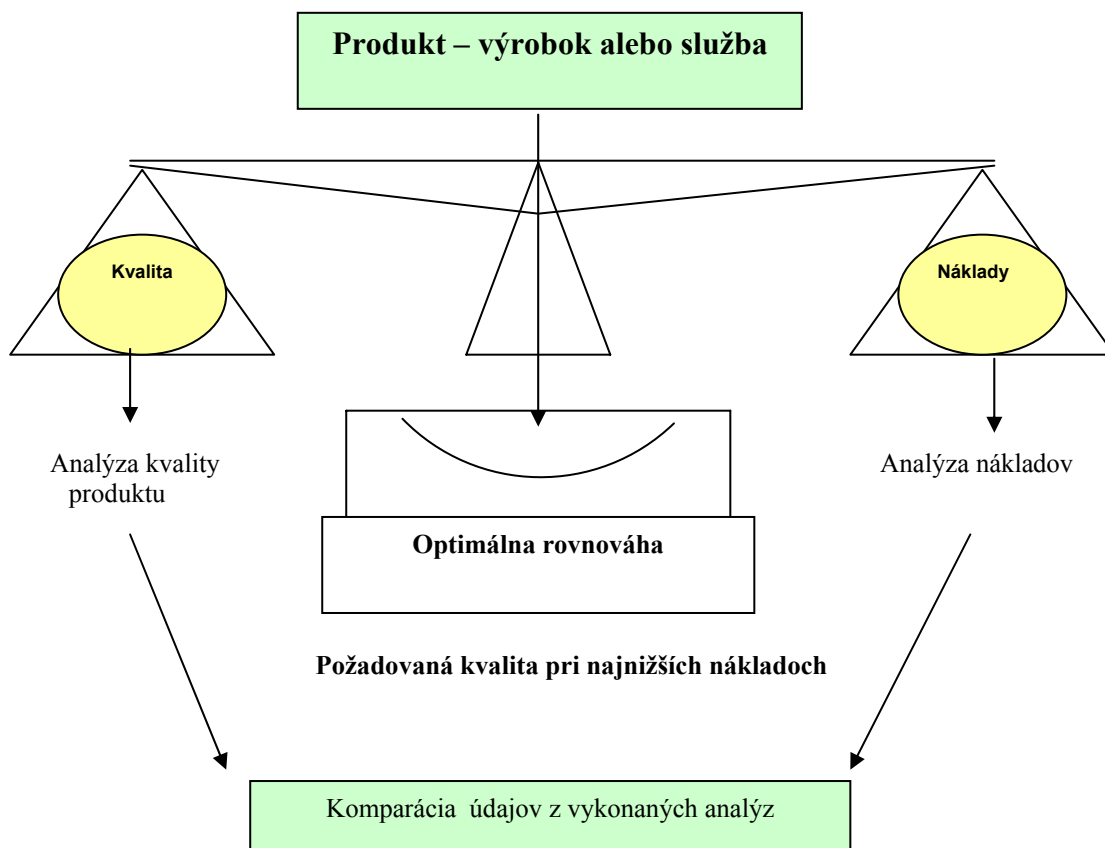 Produkt – výrobok alebo služba
Kvalita
Náklady
Analýza kvality
produktu
Analýza nákladov
Optimálna rovnováha
Požadovaná kvalita pri najnižších nákladoch
Komparácia údajov z vykonaných analýz